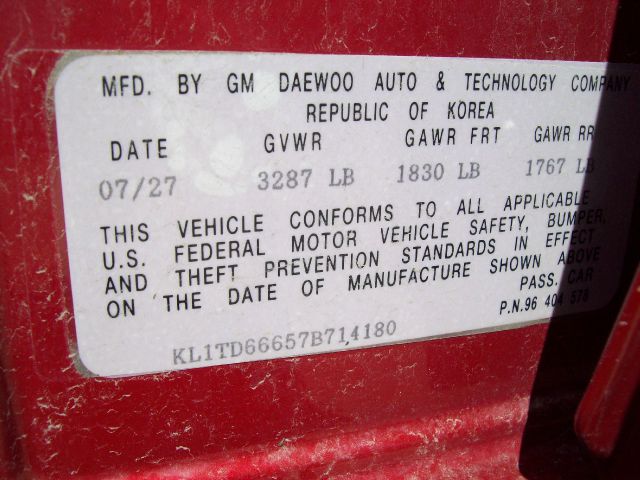 MFD. BY GM DAEWOO AUTO & TECHNOLOGY COMPANY
REPUBLIC OF KOREA
DATE GVWR GAWR FRT GAWR RR
07/27 3287 LB 1830 LB 1767 LB
THIS VEHICLE CONFORMS TO ALL APPLICABLE
U.S. FEDERAL MOTOR VEHICLE SAFETY, BUMPER,
AND THEFT PREVENTION STANDARDS IN EFFECT
ON THE DATE OF MANUFACTURE SHOWN ABOVE
PASS. CAR
P.N.96 404 578
KL1TD66657B714180